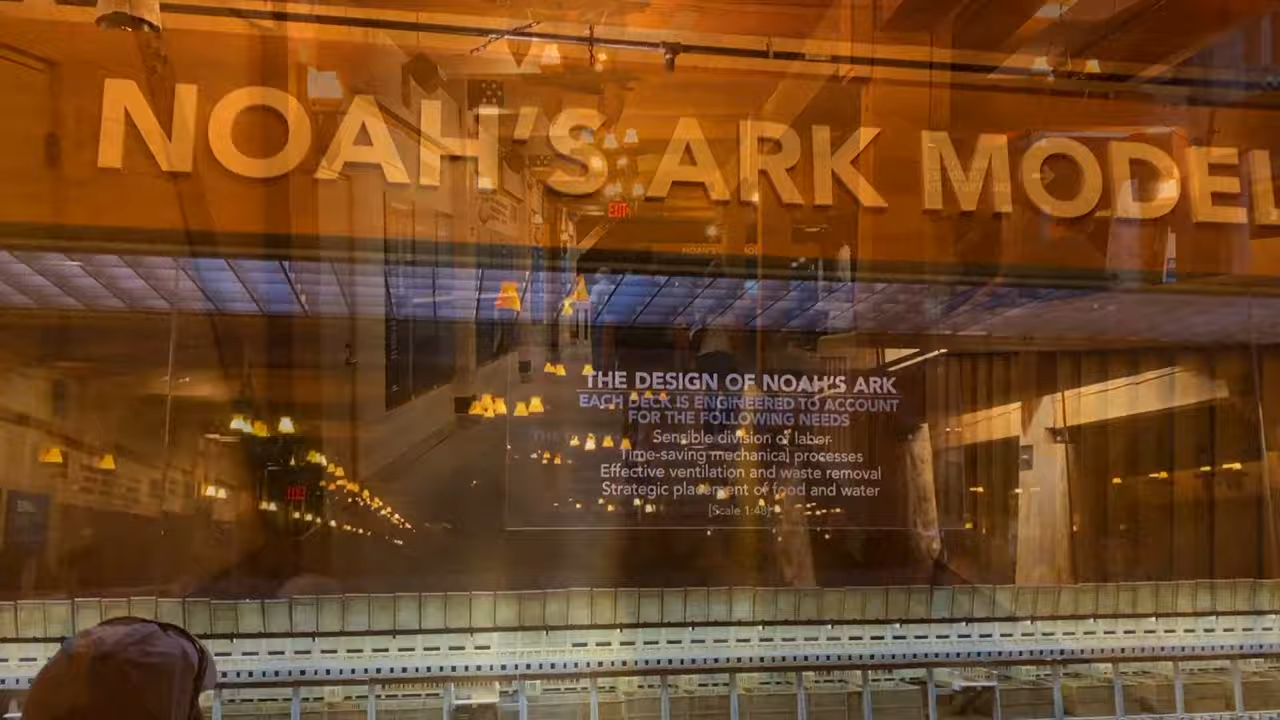 NOAH'S ARK MODEL
EXIT
THE DESIGN OF NOAH'S ARK
EACH DECK IS ENGINEERED TO ACCOUNT
FOR THE FOLLOWING NEEDS
Sensible division of labor
Time-saving mechanical processes
Effective ventilation and waste removal
Strategic placement of food and water
[Scale 1:48]